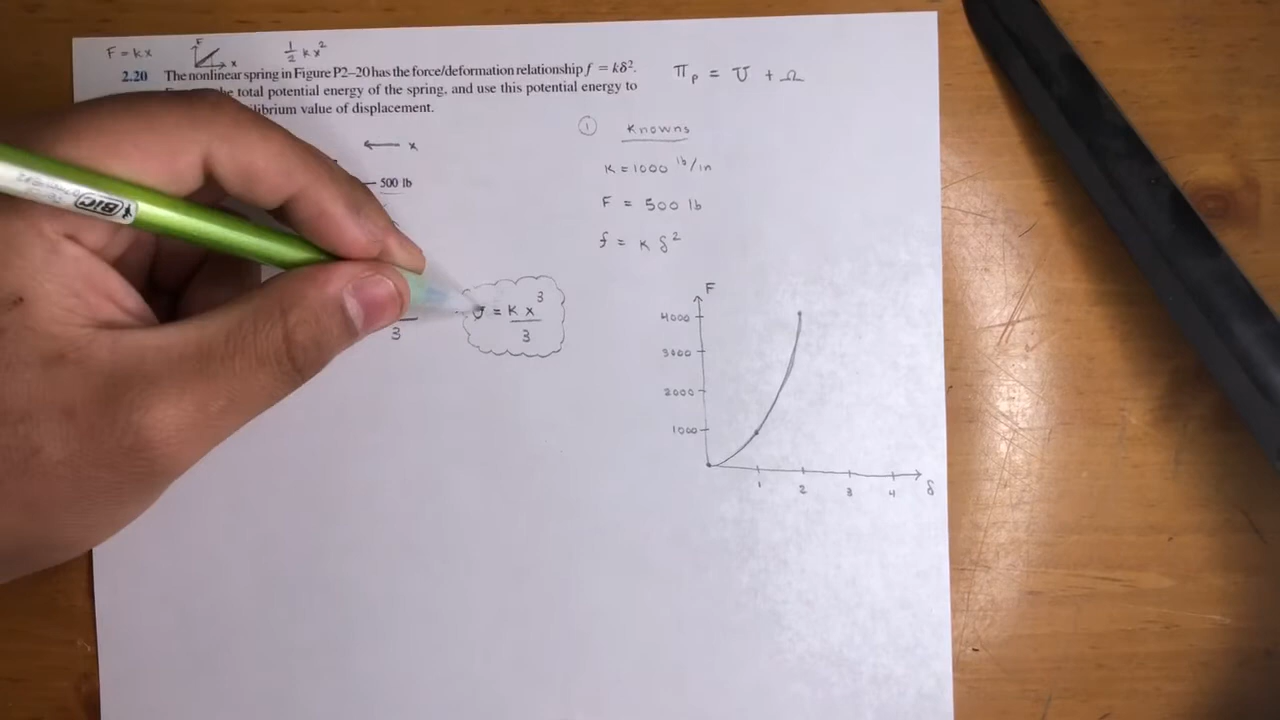 F = kx
F
x
½ kx²
2.20 The nonlinear spring in Figure P2–20 has the force/deformation relationship f = kδ².
the total potential energy of the spring, and use this potential energy to
value of displacement.
πp = U + Ω
x
500 lb
① Knowns
K = 1000 lb/in
F = 500 lb
f = K δ²
3
= K x³
3
F
4000
3000
2000
1000
1 2 3 4 δ
BIC